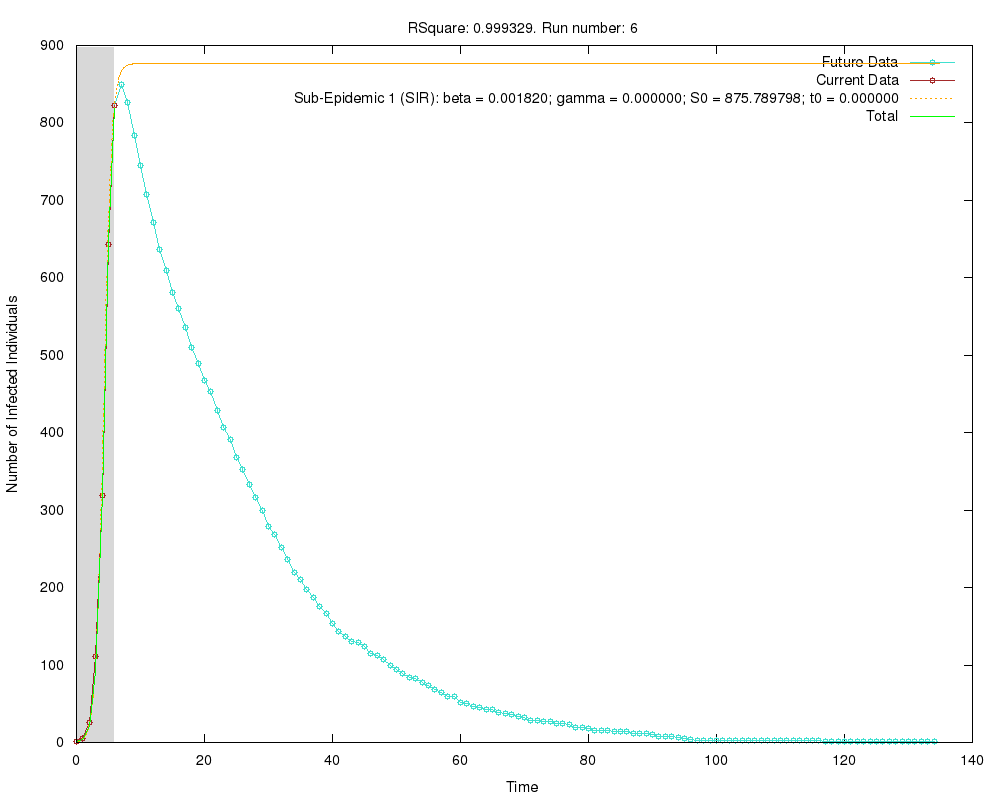 RSquare: 0.999329. Run number: 6
900
800
700
600
500
400
300
200
100
0
Number of Infected Individuals
Future Data
Current Data
Sub-Epidemic 1 (SIR): beta = 0.001820; gamma = 0.000000; S0 = 875.789798; t0 = 0.000000
Total
0 20 40 60 80 100 120 140
Time